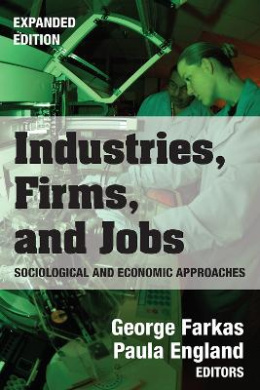 EXPANDED
EDITION
Industries,
Firms,
and Jobs
SOCIOLOGICAL AND ECONOMIC APPROACHES
George Farkas
Paula England
EDITORS